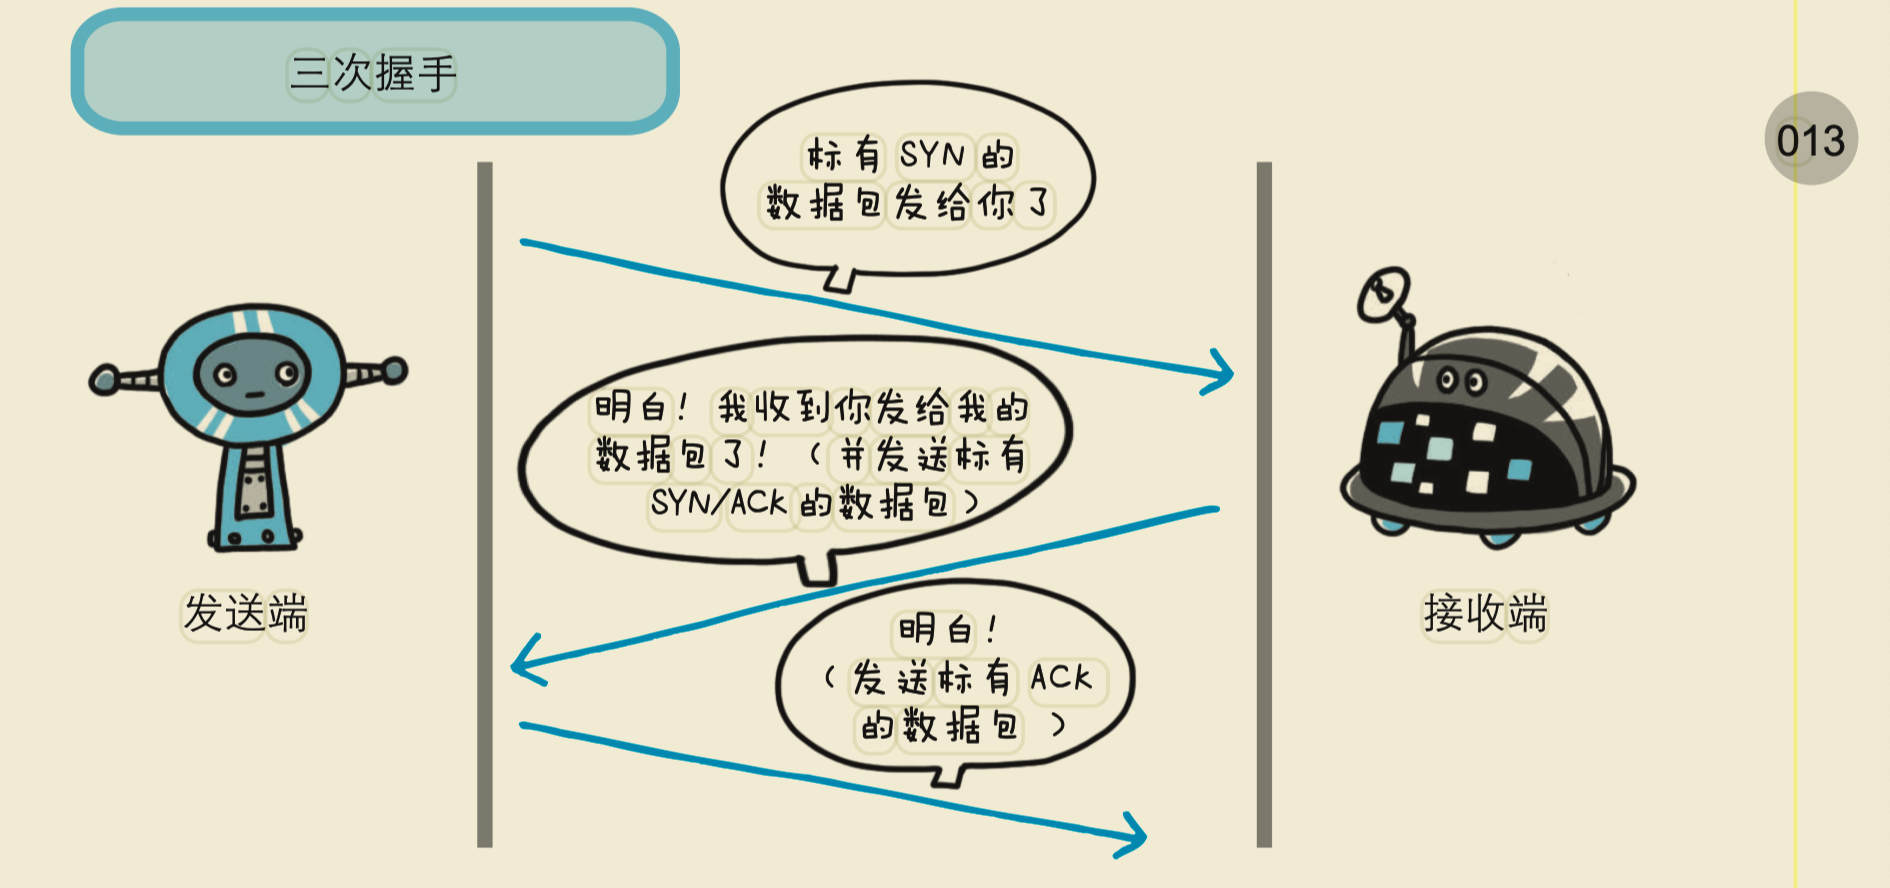 三次握手
013
标有 SYN 的
数据包发给你了
明白！我收到你发给我的
数据包了！（并发送标有
SYN/ACK 的数据包）
发送端
接收端
明白！
（发送标有 ACK
的数据包）